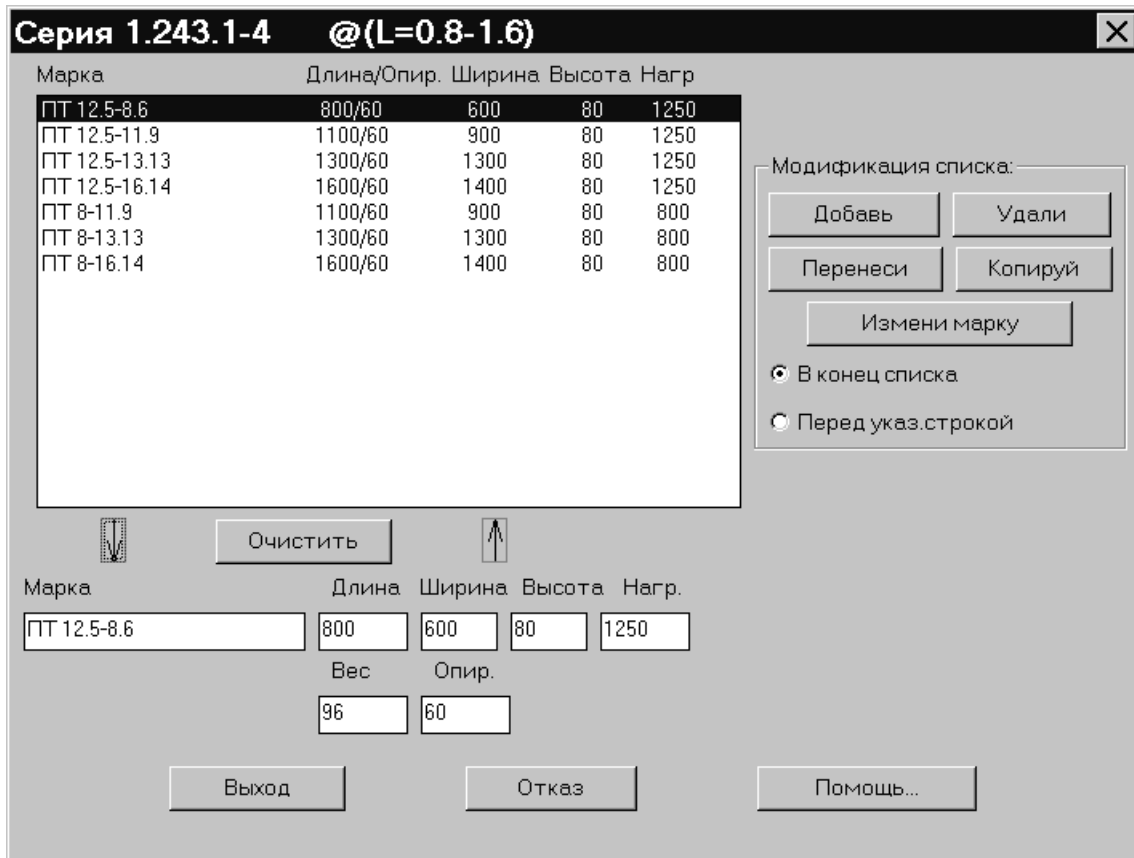 Серия 1.243.1-4 @(L=0.8-1.6)
Марка Длина/Опир. Ширина Высота Нагр
ПТ 12.5-8.6 800/60 600 80 1250
ПТ 12.5-11.9 1100/60 900 80 1250
ПТ 12.5-13.13 1300/60 1300 80 1250
ПТ 12.5-16.14 1600/60 1400 80 1250
ПТ 8-11.9 1100/60 900 80 800
ПТ 8-13.13 1300/60 1300 80 800
ПТ 8-16.14 1600/60 1400 80 800
Модификация списка:
Добавь Удали
Перенеси Копируй
Измени марку
В конец списка
Перед указ.строкой
Очистить
Марка Длина Ширина Высота Нагр.
ПТ 12.5-8.6 800 600 80 1250
Вес Опир.
96 60
Выход Отказ Помощь...